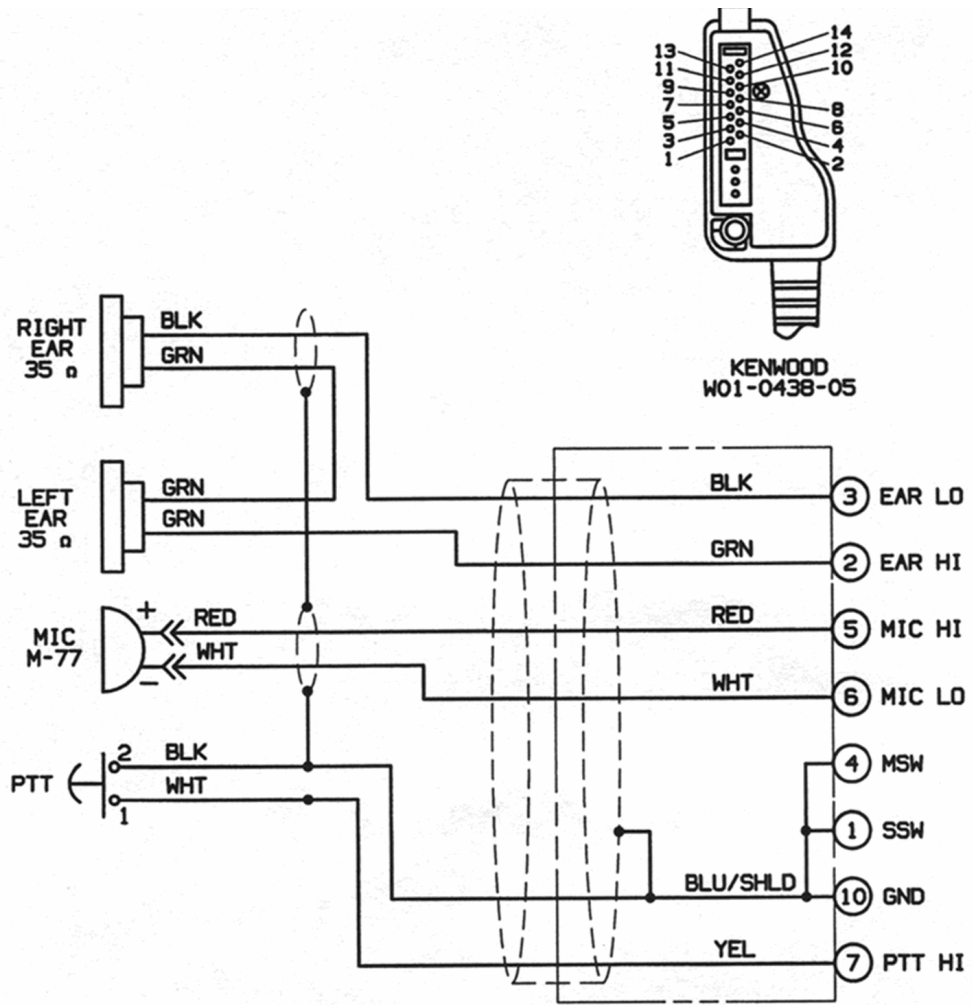 14
13
12
11
10
9
8
7
6
5
4
3
2
1
KENWOOD
W01-0438-05
RIGHT
EAR
35 Ω
BLK
GRN
LEFT
EAR
35 Ω
GRN
GRN
BLK
3 EAR LO
GRN
2 EAR HI
MIC
M-77
+
-
RED
WHT
RED
5 MIC HI
WHT
6 MIC LO
PTT
2
BLK
WHT
1
4 MSW
1 SSW
BLU/SHLD
10 GND
YEL
7 PTT HI